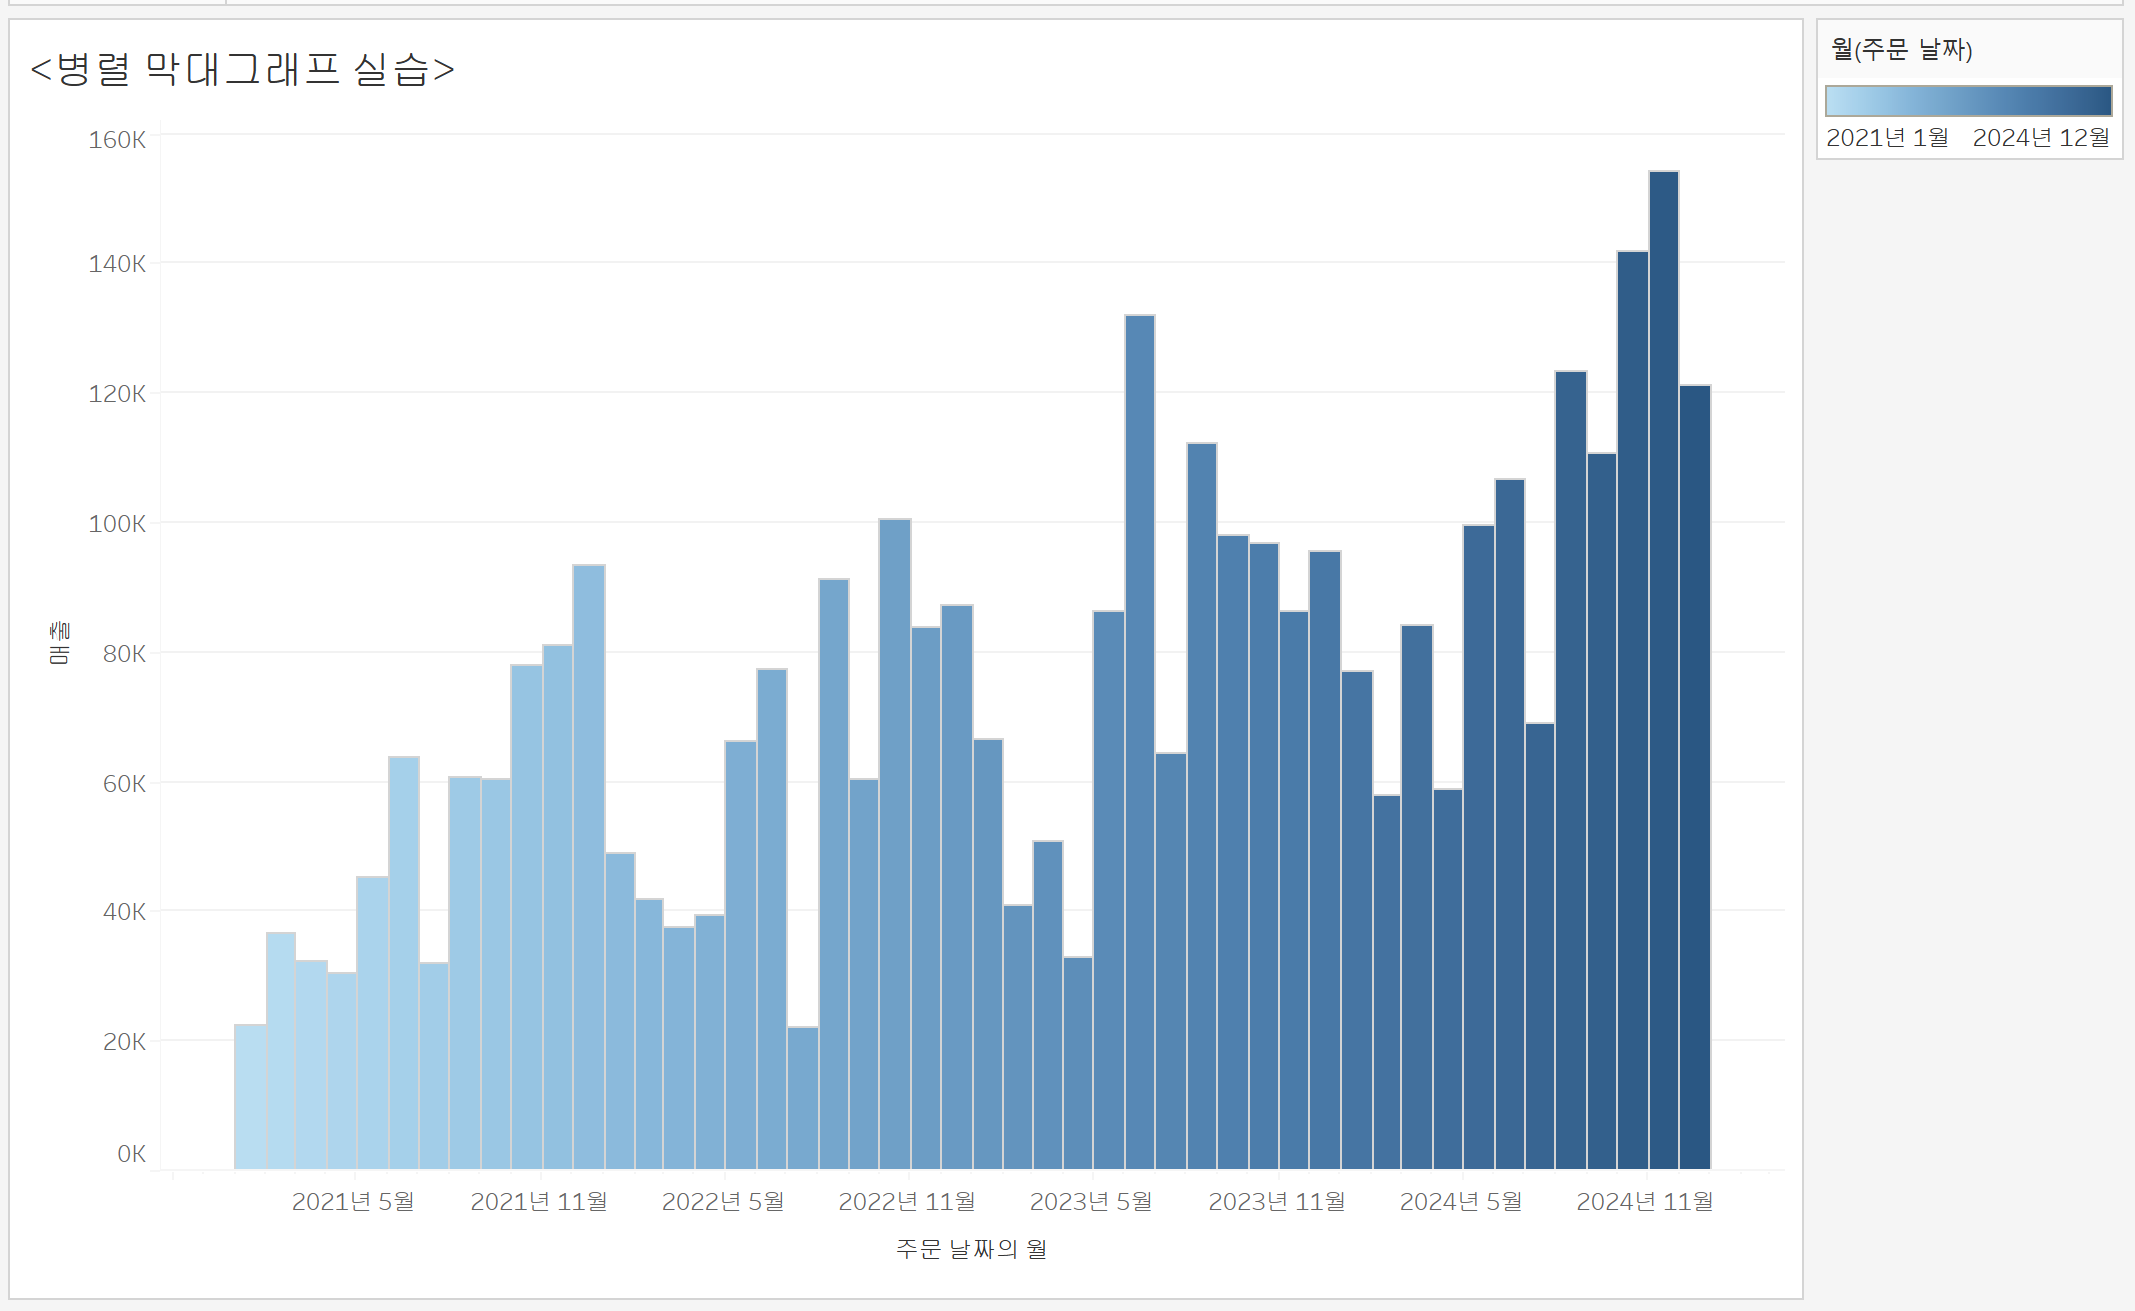 <병렬 막대그래프 실습>
월(주문 날짜)
2021년 1월 2024년 12월
160K
140K
120K
100K
80K
60K
40K
20K
0K
매출
2021년 5월 2021년 11월 2022년 5월 2022년 11월 2023년 5월 2023년 11월 2024년 5월 2024년 11월
주문 날짜의 월